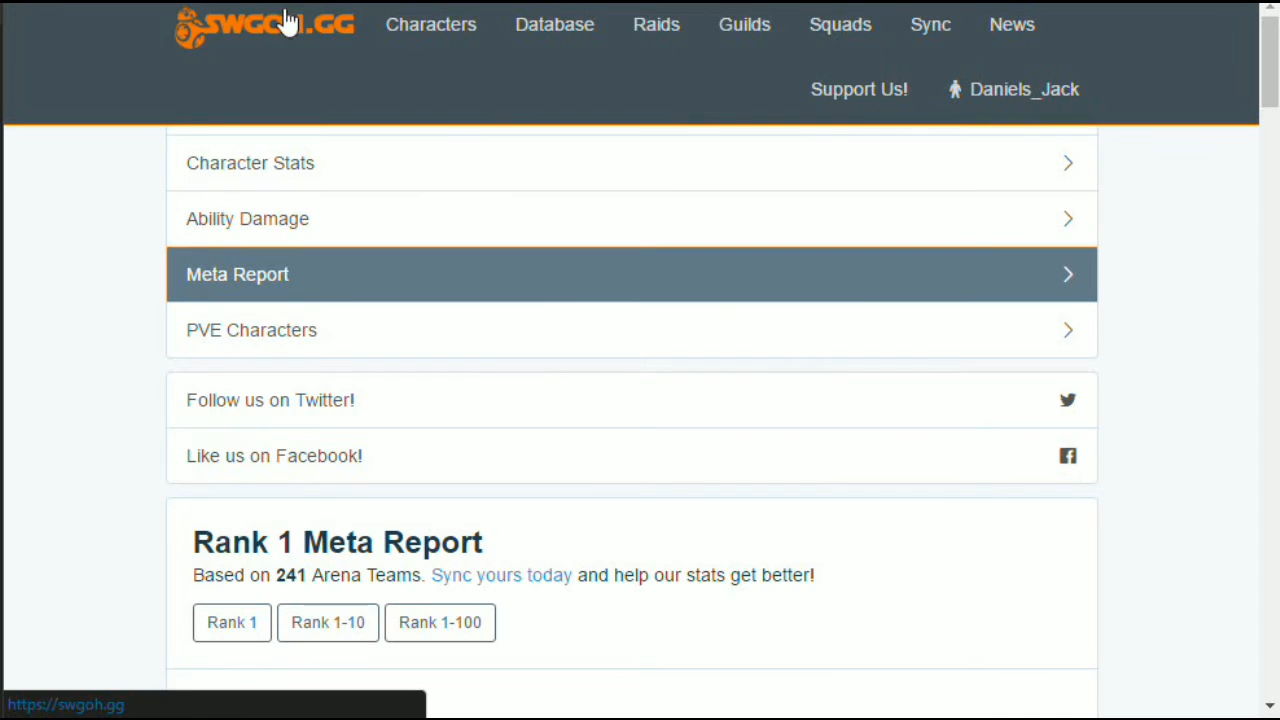 SWGOH.GG Characters Database Raids Guilds Squads Sync News
Support Us! Daniels_Jack
Character Stats
Ability Damage
Meta Report
PVE Characters
Follow us on Twitter!
Like us on Facebook!
Rank 1 Meta Report
Based on 241 Arena Teams. Sync yours today and help our stats get better!
Rank 1 Rank 1-10 Rank 1-100
https://swgoh.gg